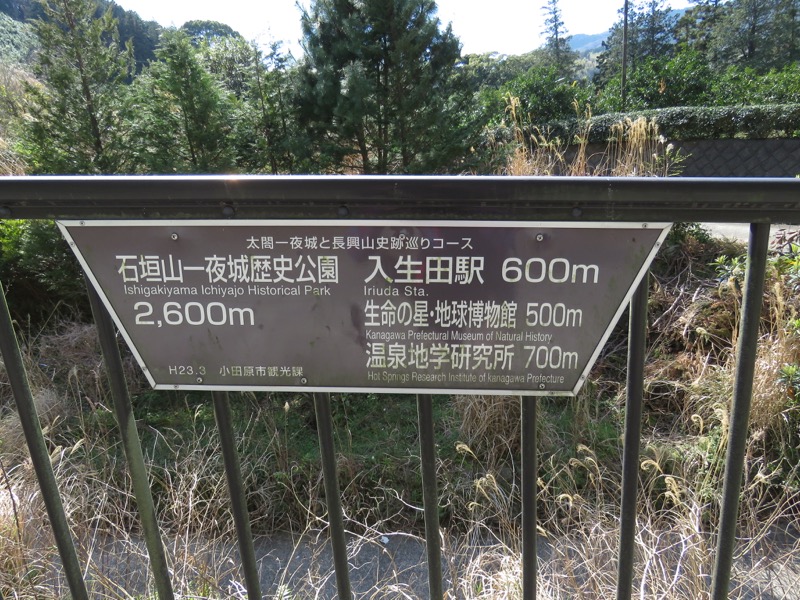 太閤一夜城と長興山史跡巡りコース
石垣山一夜城歴史公園
Ishigakiyama Ichiyajo Historical Park
2,600m
入生田駅 600m
Iriuda Sta.
生命の星・地球博物館 500m
Kanagawa Prefectural Museum of Natural History
温泉地学研究所 700m
Hot Springs Research Institute of kanagawa Prefecture
H23.3 小田原市観光課